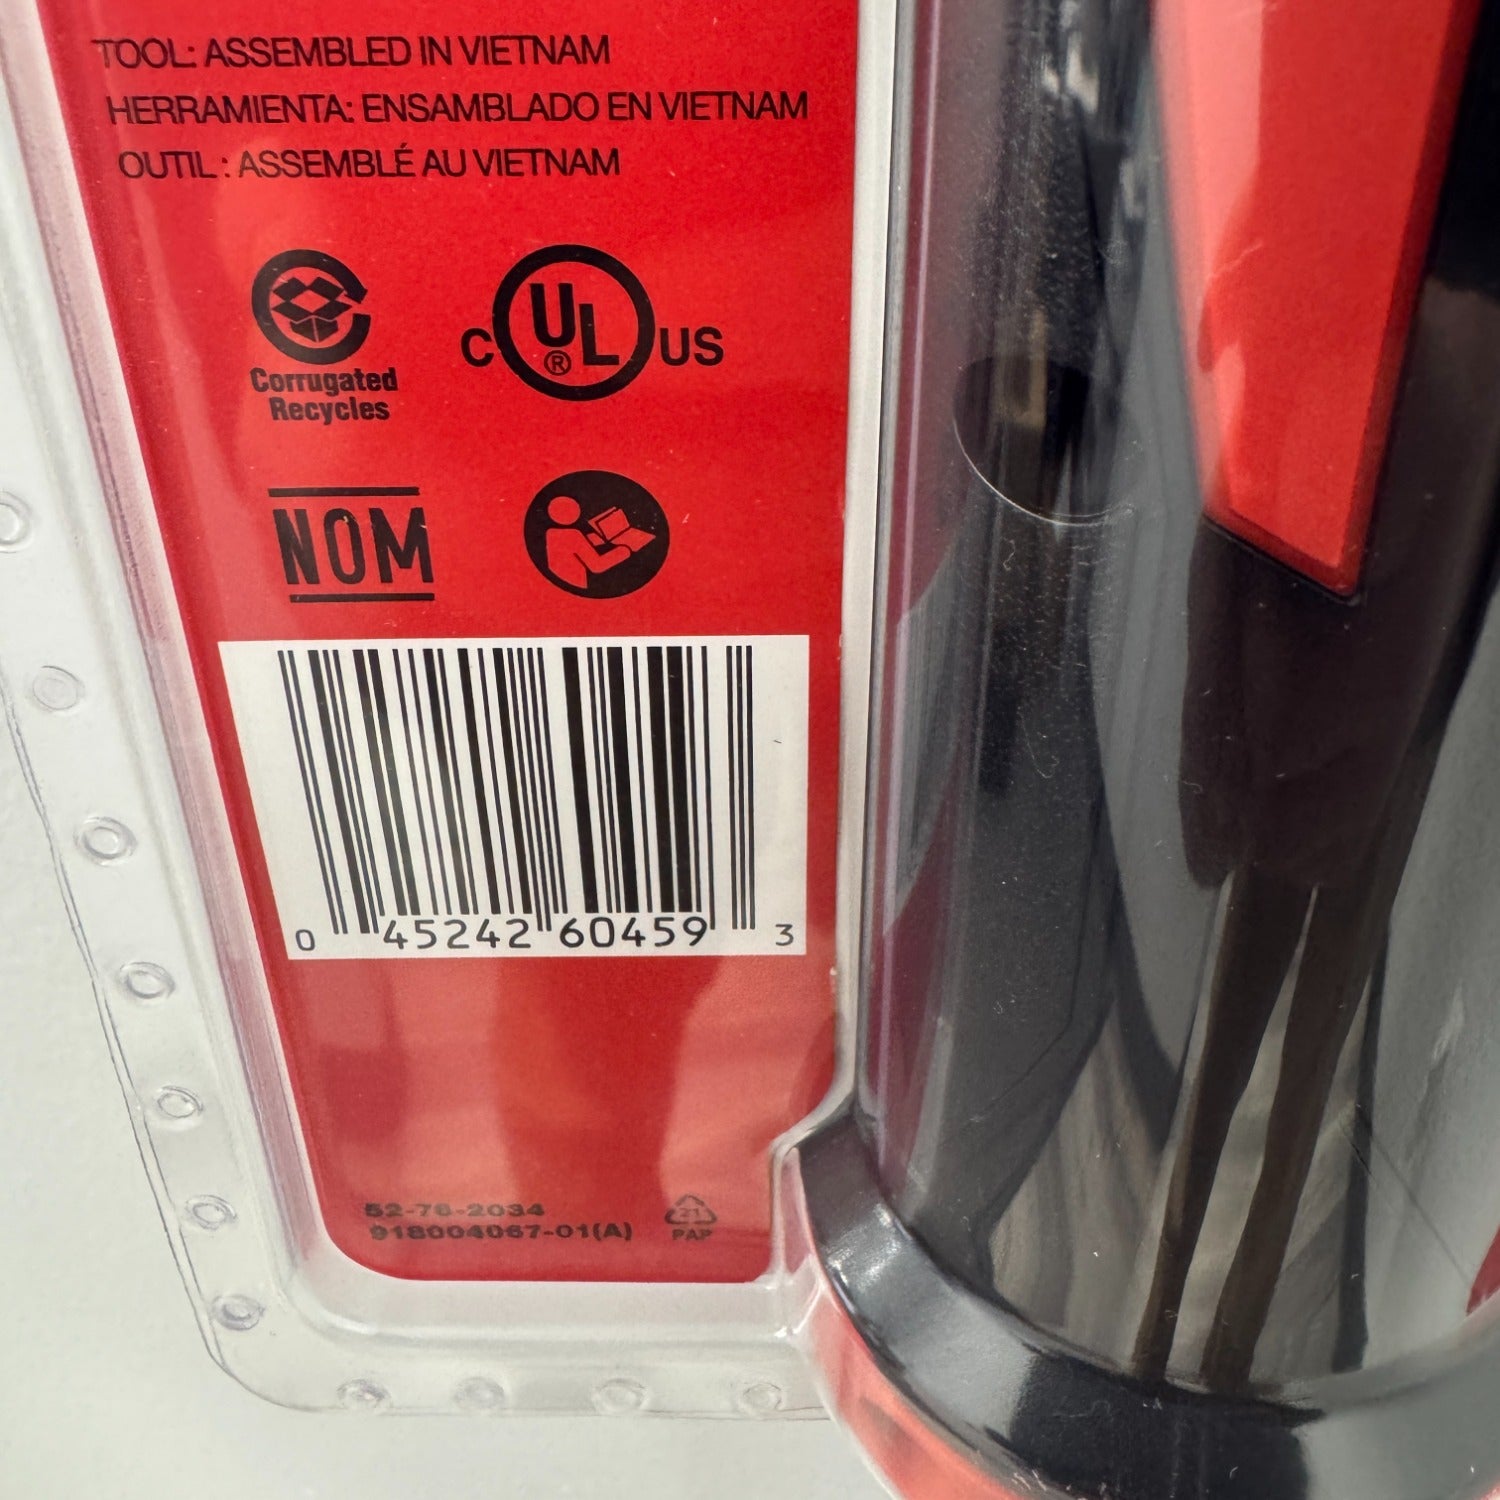 TOOL: ASSEMBLED IN VIETNAM
HERRAMIENTA: ENSAMBLADO EN VIETNAM
OUTIL : ASSEMBLÉ AU VIETNAM
Corrugated
Recycles
C UL ® US
NOM
0 45242 60459 3
52-76-2034
918004067-01(A)
21
PAP